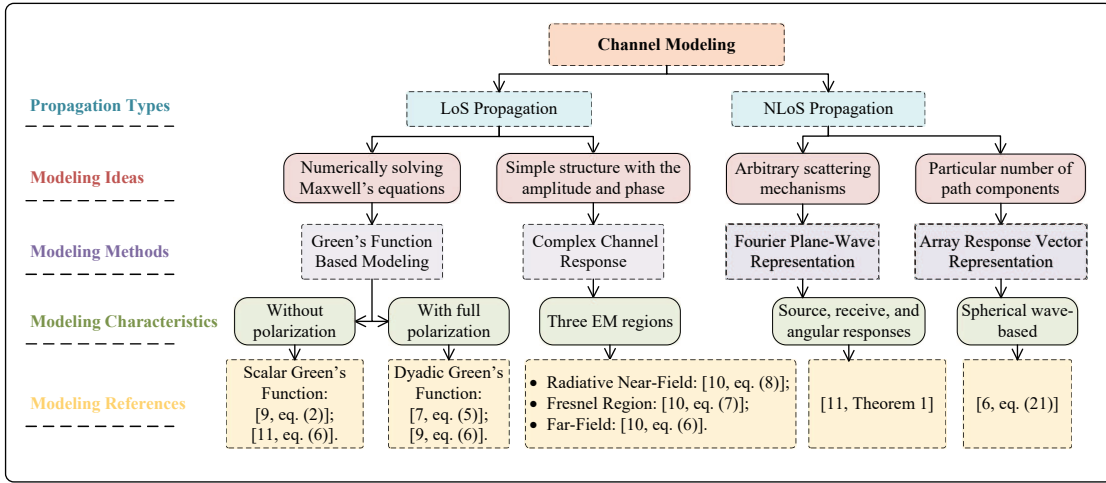 Channel Modeling
Propagation Types
LoS Propagation
NLoS Propagation
Modeling Ideas
Numerically solving
Maxwell's equations
Simple structure with the
amplitude and phase
Arbitrary scattering
mechanisms
Particular number of
path components
Modeling Methods
Green's Function
Based Modeling
Complex Channel
Response
Fourier Plane-Wave
Representation
Array Response Vector
Representation
Modeling Characteristics
Without
polarization
With full
polarization
Three EM regions
Source, receive, and
angular responses
Spherical wave-
based
Modeling References
Scalar Green's
Function:
[9, eq. (2)];
[11, eq. (6)].
Dyadic Green's
Function:
[7, eq. (5)];
[9, eq. (6)].
• Radiative Near-Field: [10, eq. (8)];
• Fresnel Region: [10, eq. (7)];
• Far-Field: [10, eq. (6)].
[11, Theorem 1]
[6, eq. (21)]